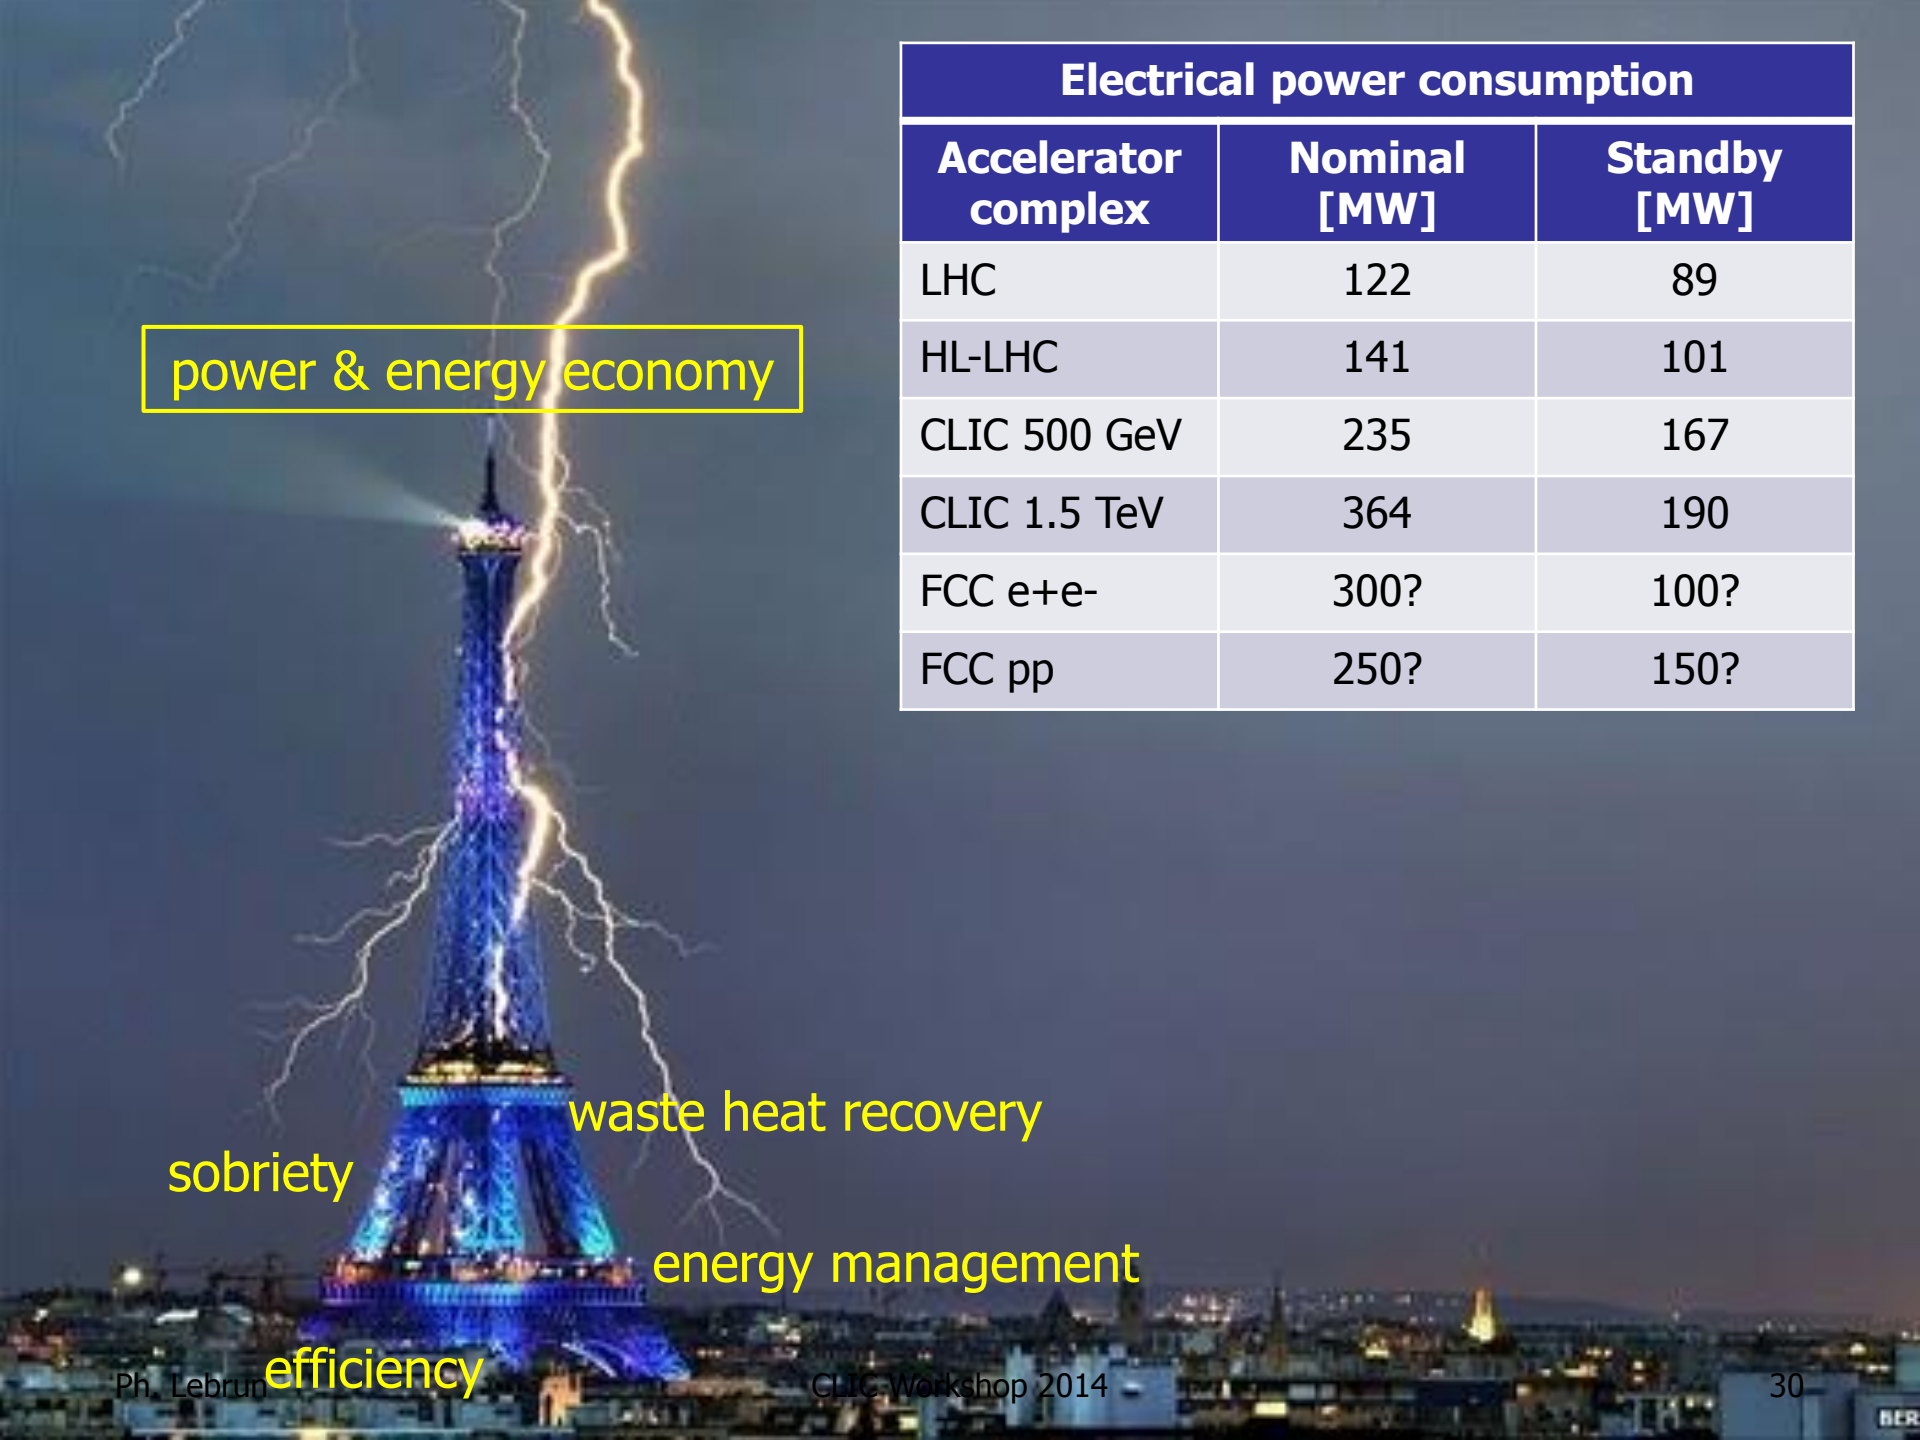 Electrical power consumption
Accelerator complex Nominal [MW] Standby [MW]
LHC 122 89
HL-LHC 141 101
CLIC 500 GeV 235 167
CLIC 1.5 TeV 364 190
FCC e+e- 300? 100?
FCC pp 250? 150?
power & energy economy
waste heat recovery
sobriety
energy management
efficiency
Ph. Lebrun CLIC Workshop 2014 30
BER